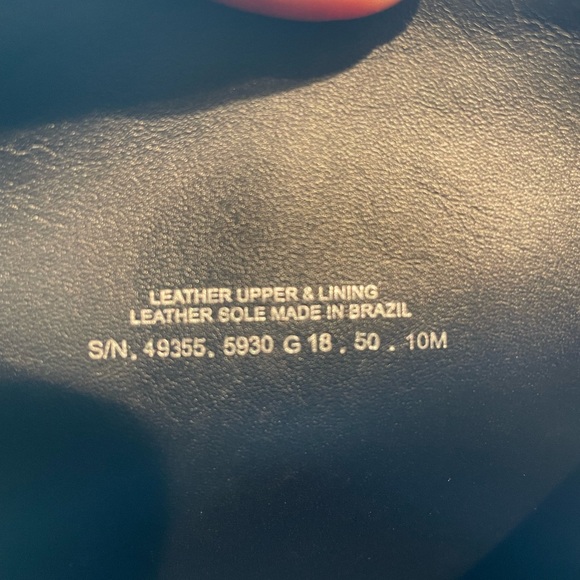 LEATHER UPPER & LINING
LEATHER SOLE MADE IN BRAZIL
S/N. 49355. 5930 G 18 . 50 . 10M